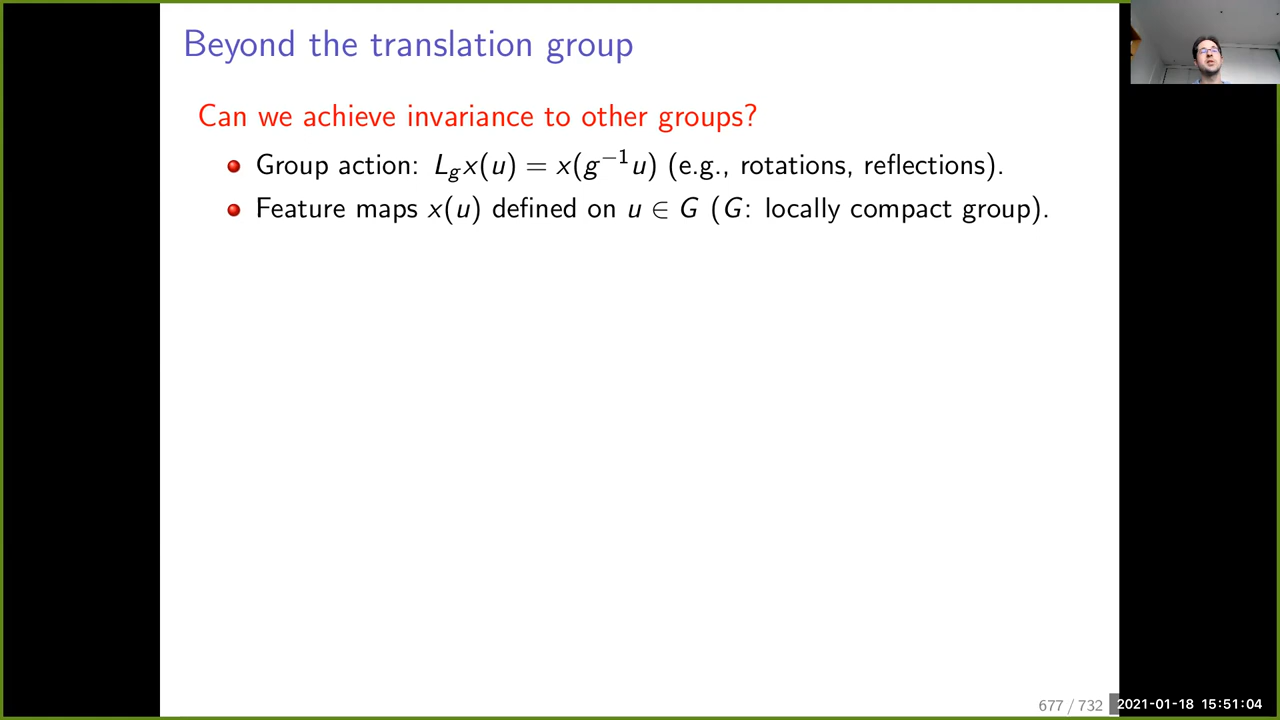 Beyond the translation group
Can we achieve invariance to other groups?
Group action: L_g x(u) = x(g⁻¹u) (e.g., rotations, reflections).
Feature maps x(u) defined on u ∈ G (G: locally compact group).
677 / 732
2021-01-18 15:51:04